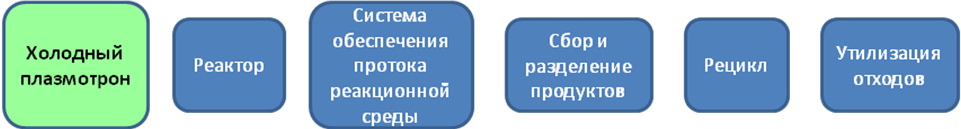 Холодный
плазмотрон
Реактор
Система
обеспечения
протока
реакционной
среды
Сбор и
разделение
продуктов
Рецикл
Утилизация
отходов